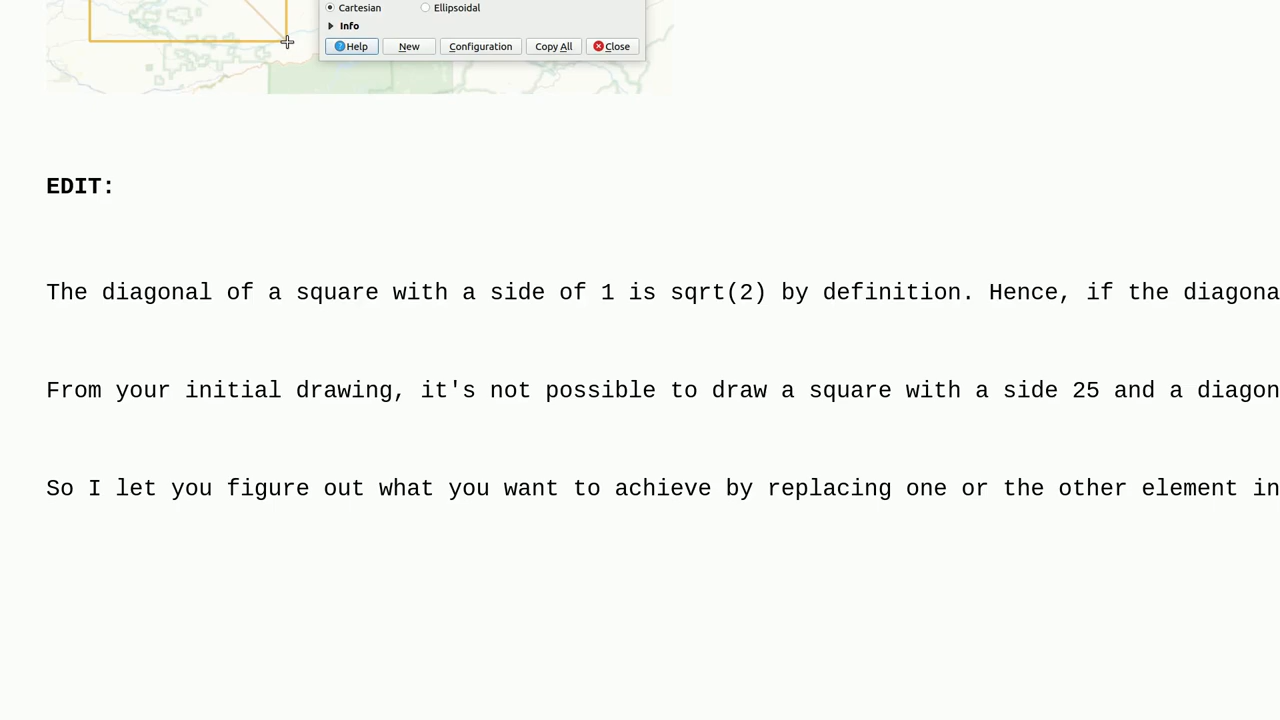 Cartesian Ellipsoidal
Info
Help New Configuration Copy All Close
EDIT:
The diagonal of a square with a side of 1 is sqrt(2) by definition. Hence, if the diagona
From your initial drawing, it's not possible to draw a square with a side 25 and a diagon
So I let you figure out what you want to achieve by replacing one or the other element in